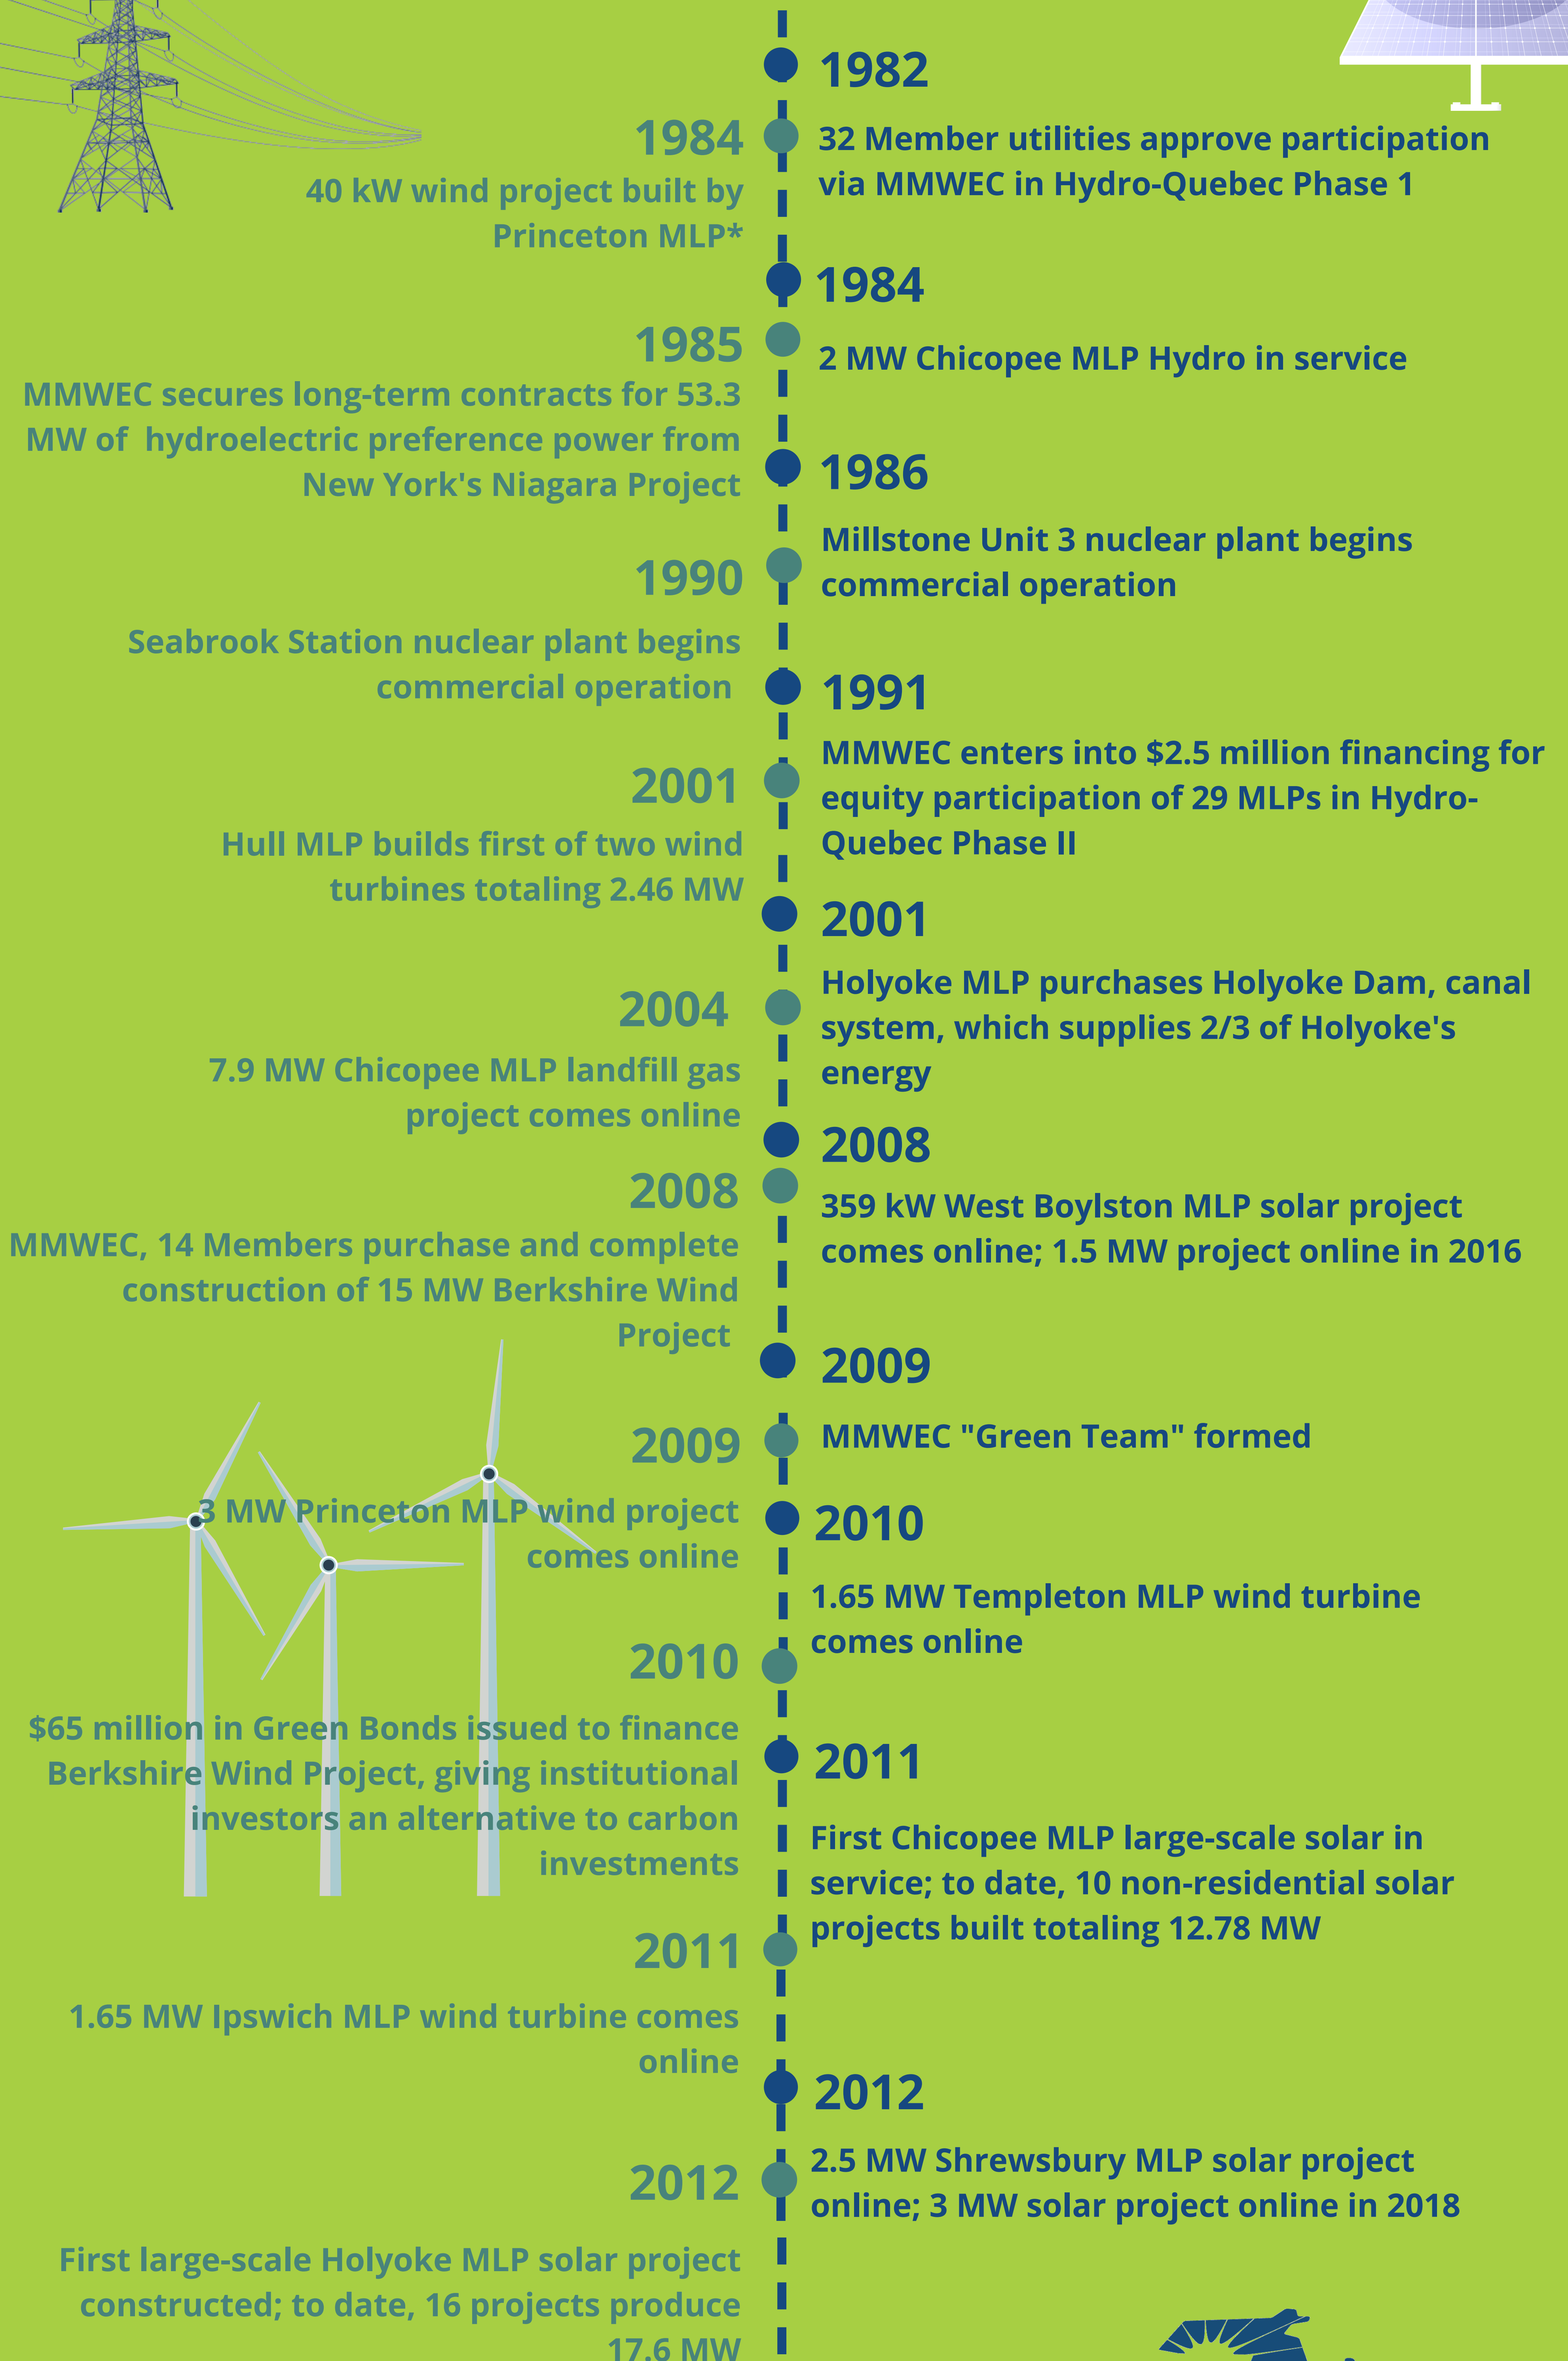 1982
32 Member utilities approve participation
via MMWEC in Hydro-Quebec Phase 1
1984
40 kW wind project built by
Princeton MLP*
1984
2 MW Chicopee MLP Hydro in service
1985
MMWEC secures long-term contracts for 53.3
MW of hydroelectric preference power from
New York's Niagara Project
1986
Millstone Unit 3 nuclear plant begins
commercial operation
1990
Seabrook Station nuclear plant begins
commercial operation
1991
MMWEC enters into $2.5 million financing for
equity participation of 29 MLPs in Hydro-
Quebec Phase II
2001
Hull MLP builds first of two wind
turbines totaling 2.46 MW
2001
Holyoke MLP purchases Holyoke Dam, canal
system, which supplies 2/3 of Holyoke's
energy
2004
7.9 MW Chicopee MLP landfill gas
project comes online
2008
359 kW West Boylston MLP solar project
comes online; 1.5 MW project online in 2016
2008
MMWEC, 14 Members purchase and complete
construction of 15 MW Berkshire Wind
Project
2009
MMWEC "Green Team" formed
2009
3 MW Princeton MLP wind project
comes online
2010
1.65 MW Templeton MLP wind turbine
comes online
2010
$65 million in Green Bonds issued to finance
Berkshire Wind Project, giving institutional
investors an alternative to carbon
investments
2011
First Chicopee MLP large-scale solar in
service; to date, 10 non-residential solar
projects built totaling 12.78 MW
2011
1.65 MW Ipswich MLP wind turbine comes
online
2012
2.5 MW Shrewsbury MLP solar project
online; 3 MW solar project online in 2018
2012
First large-scale Holyoke MLP solar project
constructed; to date, 16 projects produce
17.6 MW